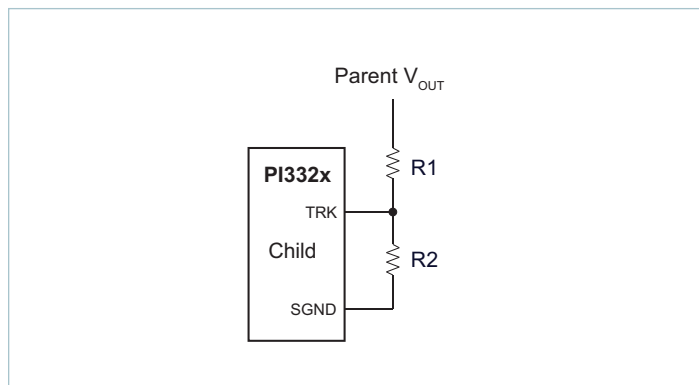 Parent VOUT
PI332x
R1
TRK
Child
R2
SGND